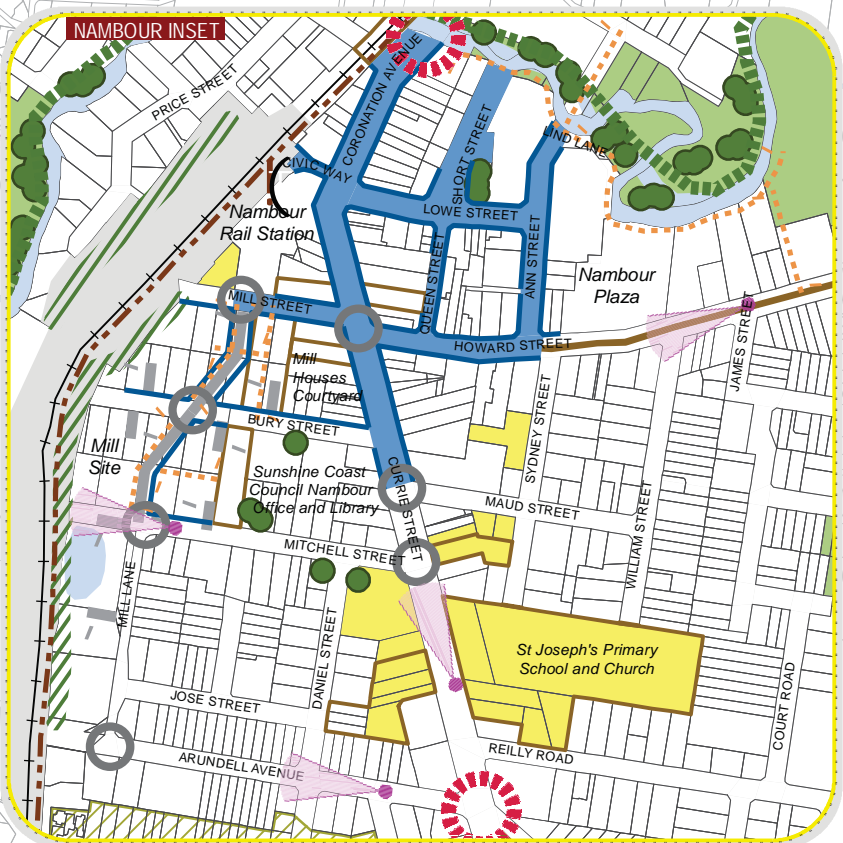 NAMBOUR INSET
PRICE STREET
CORONATION AVENUE
CIVIC WAY
SHORT STREET
LIND LANE
LOWE STREET
Nambour
Rail Station
QUEEN STREET
ANN STREET
Nambour
Plaza
MILL STREET
HOWARD STREET
JAMES STREET
Mill
Houses
Courtyard
BURY STREET
SYDNEY STREET
Mill
Site
Sunshine Coast
Council Nambour
Office and Library
CURRIE STREET
MAUD STREET
WILLIAM STREET
MITCHELL STREET
MILL LANE
DANIEL STREET
St Joseph's Primary
School and Church
COURT ROAD
JOSE STREET
REILLY ROAD
ARUNDELL AVENUE